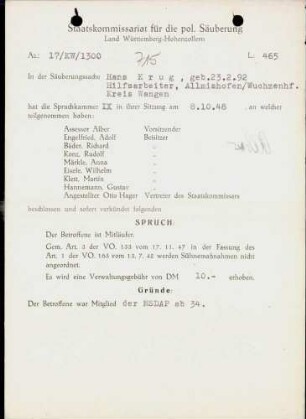 Staatskommissariat für die pol. Säuberung
Land Württemberg-Hohenzollern
Az.: 17/KW/1300
715
L 465
In der Säuberungssache Hans Krug, geb.23.2.92
Hilfsarbeiter, Allmishofen/Wuchzenhf.
Kreis Wangen
hat die Spruchkammer IX in ihrer Sitzung am 8.10.48 , an welcher
teilgenommen haben:
Assessor Alber Vorsitzender
Engelfried, Adolf Beisitzer
Bäder, Richard "
Kenz, Rudolf "
Märkle, Anna "
Eisele, Wilhelm "
Klett, Martin "
Hannemann, Gustav "
Angestellter Otto Hager Vertreter des Staatskommissars
beschlossen und sofort verkündet folgenden
SPRUCH:
Der Betroffene ist Mitläufer.
Gem. Art. 3 der VO. 133 vom 17. 11. 47 in der Fassung des
Art. 1 der VO. 165 vom 13. 7. 48 werden Sühnemaßnahmen nicht
angeordnet.
Es wird eine Verwaltungsgebühr von DM 10.- erhoben.
Gründe:
Der Betroffene war Mitglied der NSDAP ab 34.